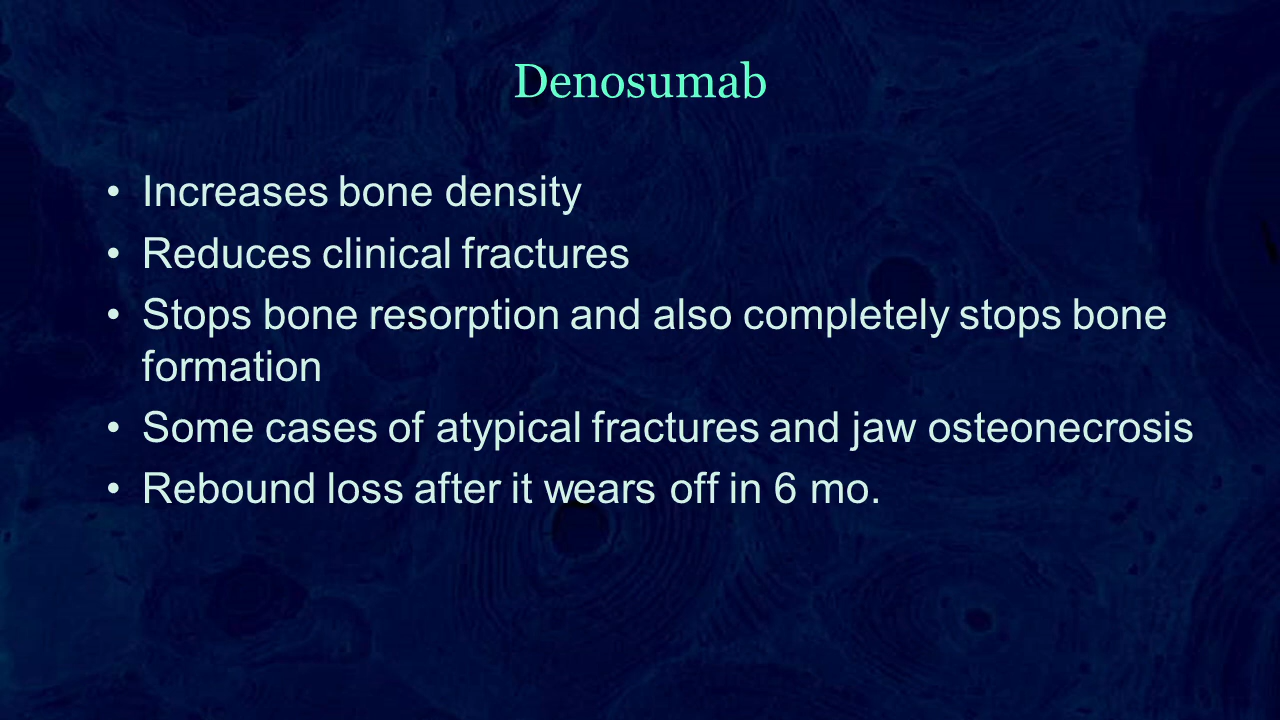 Denosumab
• Increases bone density
• Reduces clinical fractures
• Stops bone resorption and also completely stops bone
formation
• Some cases of atypical fractures and jaw osteonecrosis
• Rebound loss after it wears off in 6 mo.